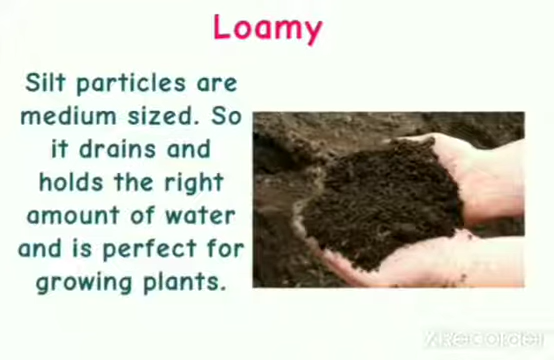 Loamy
Silt particles are
medium sized. So
it drains and
holds the right
amount of water
and is perfect for
growing plants.
XRecorder